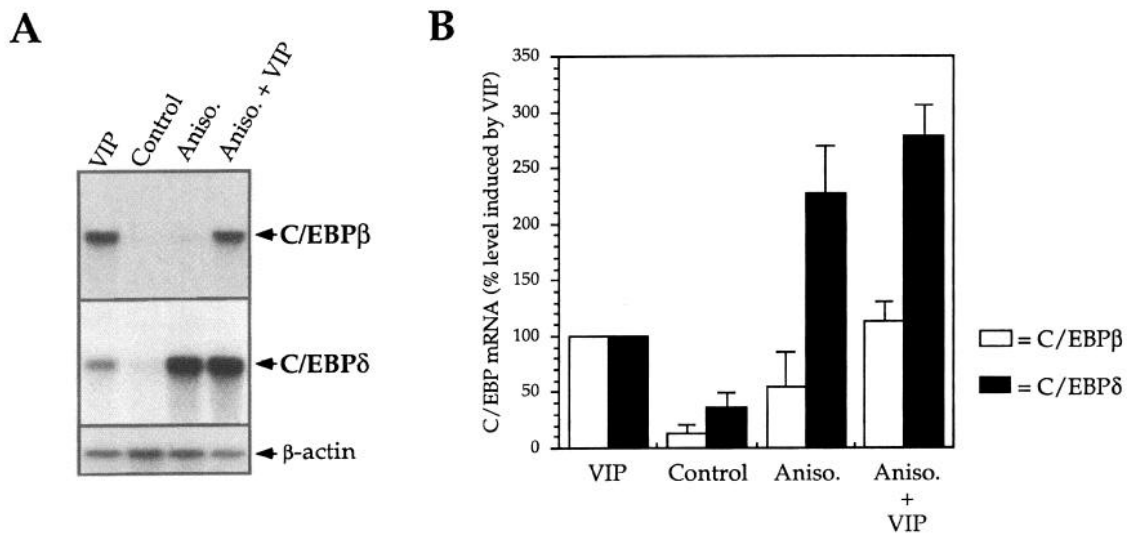 A
VIP
Control
Aniso.
Aniso. + VIP
C/EBPβ
C/EBPδ
β-actin
B
C/EBP mRNA (% level induced by VIP)
350
300
250
200
150
100
50
0
VIP
Control
Aniso.
Aniso.
+
VIP
= C/EBPβ
= C/EBPδ